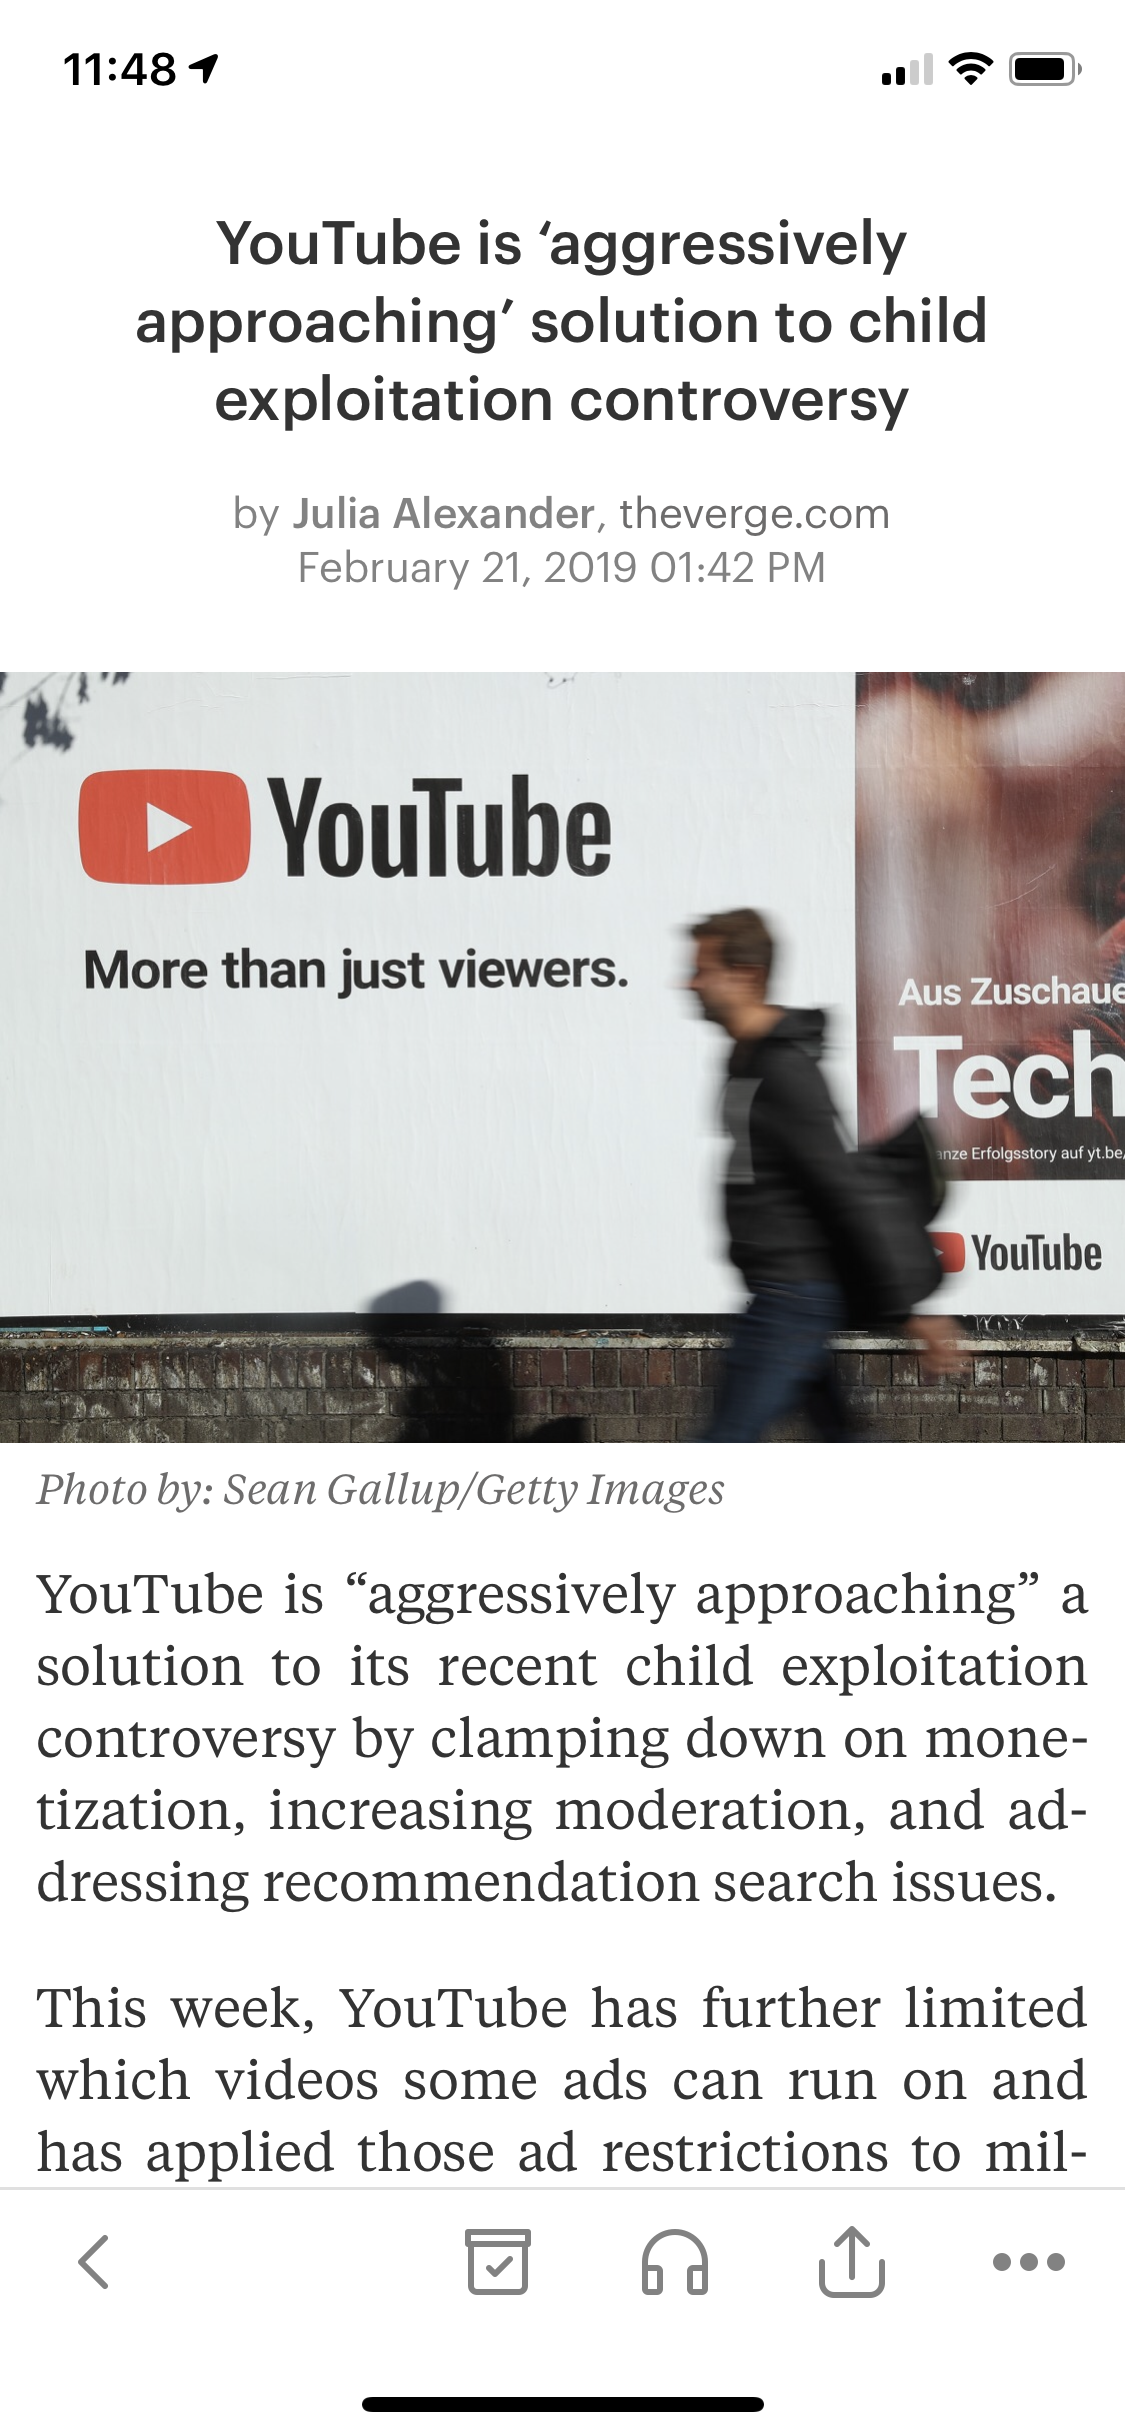 11:48
YouTube is ‘aggressively
approaching’ solution to child
exploitation controversy
by Julia Alexander, theverge.com
February 21, 2019 01:42 PM
YouTube
More than just viewers.
Aus Zuschaue
Tech
anze Erfolgsstory auf yt.be/
YouTube
Photo by: Sean Gallup/Getty Images
YouTube is “aggressively approaching” a
solution to its recent child exploitation
controversy by clamping down on mone-
tization, increasing moderation, and ad-
dressing recommendation search issues.
This week, YouTube has further limited
which videos some ads can run on and
has applied those ad restrictions to mil-